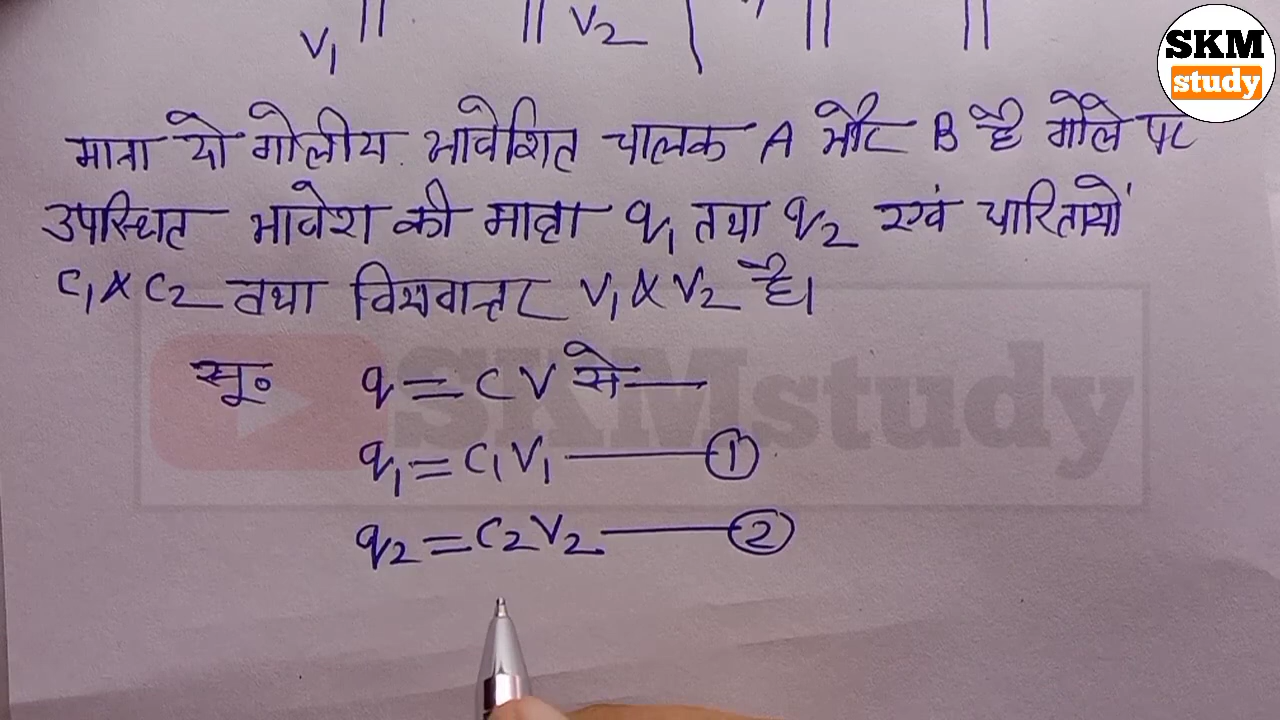 V₁ V₂
SKM
study
माना दो गोलीय आवेशित चालक A और B है गोले पर
उपस्थित आवेश की मात्रा q₁ तथा q₂ एवं धारितायों
C₁ & C₂ तथा विभवान्तर V₁ & V₂ है।
सू० q = CV से —
q₁ = C₁V₁ — ①
q₂ = C₂V₂ — ②
SKMstudy